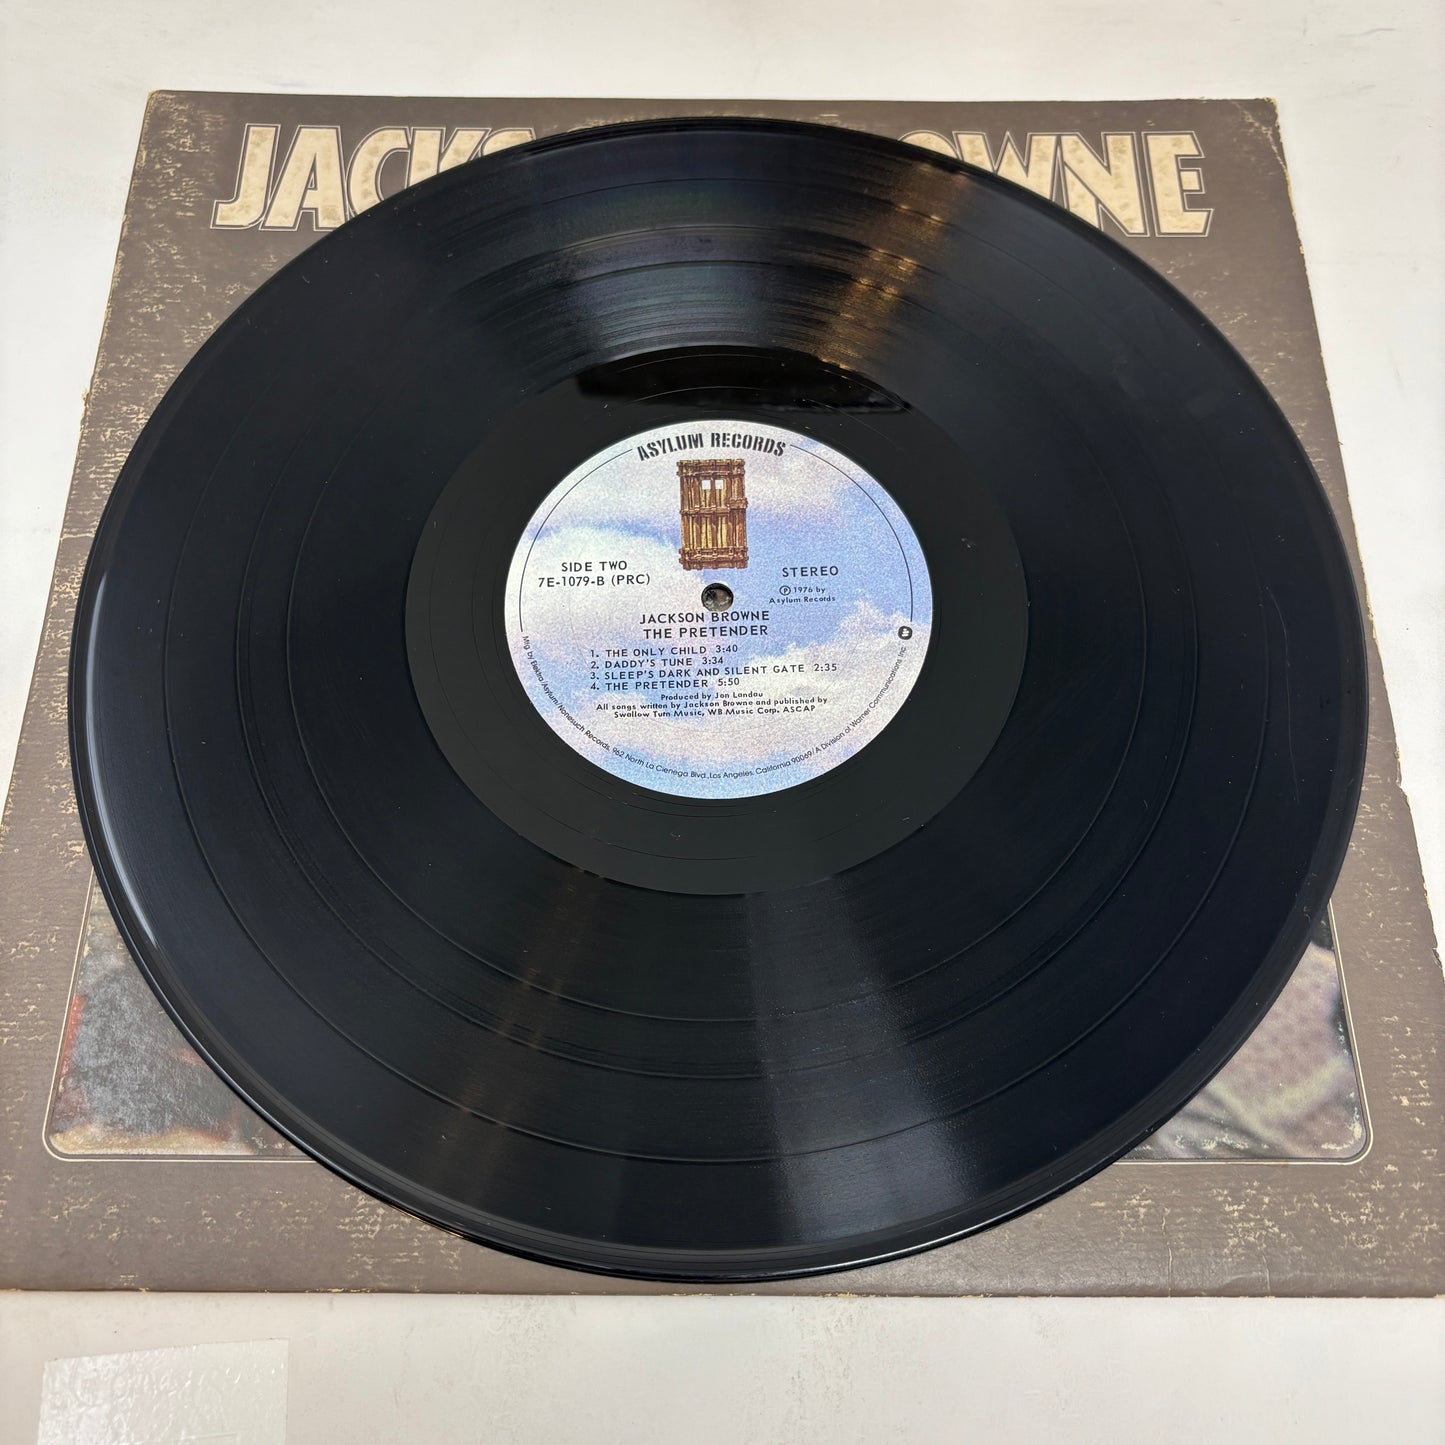 JACKS
OWNE
ASYLUM RECORDS
SIDE TWO
7E-1079-B (PRC)
STEREO
Ⓟ 1976 by
Asylum Records
JACKSON BROWNE
THE PRETENDER
1. THE ONLY CHILD 3:40
2. DADDY'S TUNE 3:34
3. SLEEP'S DARK AND SILENT GATE 2:35
4. THE PRETENDER 5:50
Produced by Jon Landau
All songs written by Jackson Browne and published by
Swallow Turn Music, WB Music Corp. ASCAP
Mfg by Elektra/Asylum/Nonesuch Records, 962 North La Cienega Blvd., Los Angeles, California 90069/A Division of Warner Communications Inc